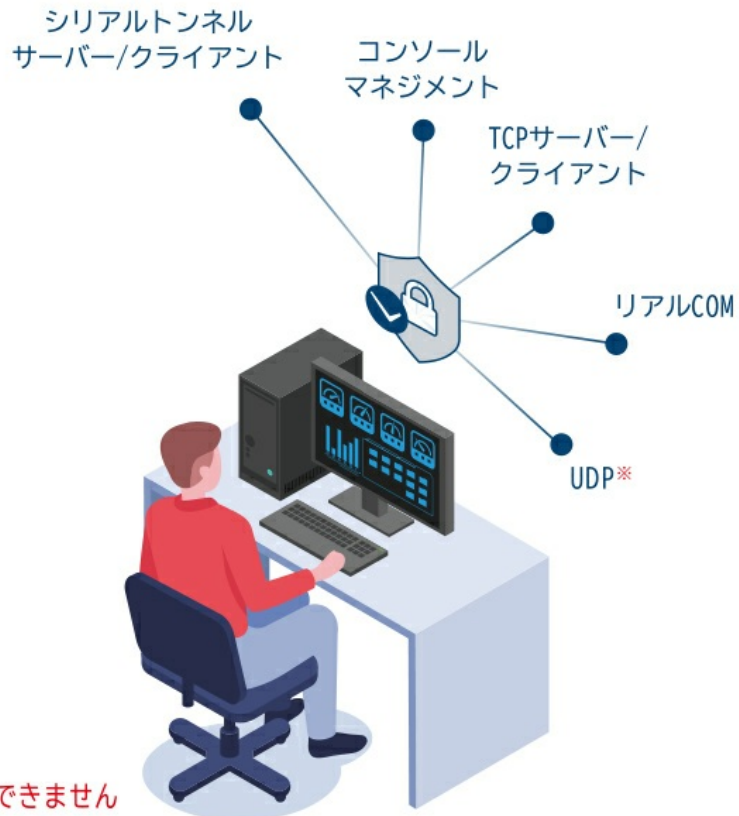 シリアルトンネル
サーバー/クライアント
コンソール
マネジメント
TCPサーバー/
クライアント
リアルCOM
UDP※
できません